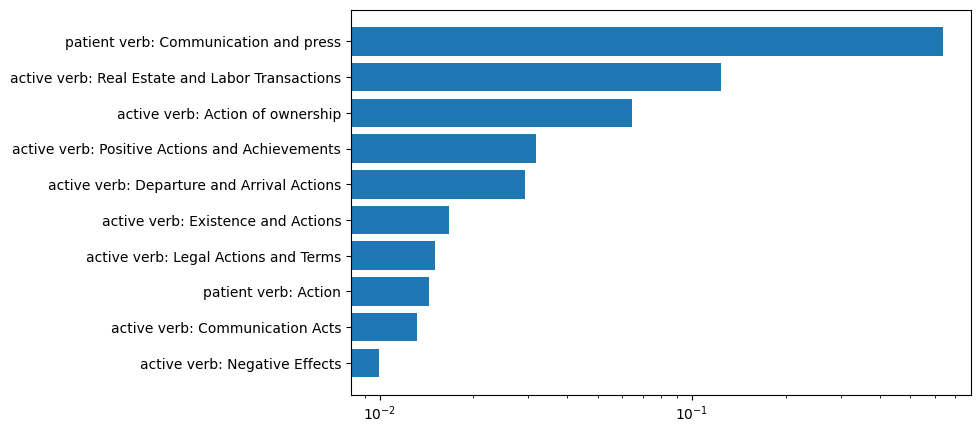 patient verb: Communication and press
active verb: Real Estate and Labor Transactions
active verb: Action of ownership
active verb: Positive Actions and Achievements
active verb: Departure and Arrival Actions
active verb: Existence and Actions
active verb: Legal Actions and Terms
patient verb: Action
active verb: Communication Acts
active verb: Negative Effects
10⁻² 10⁻¹